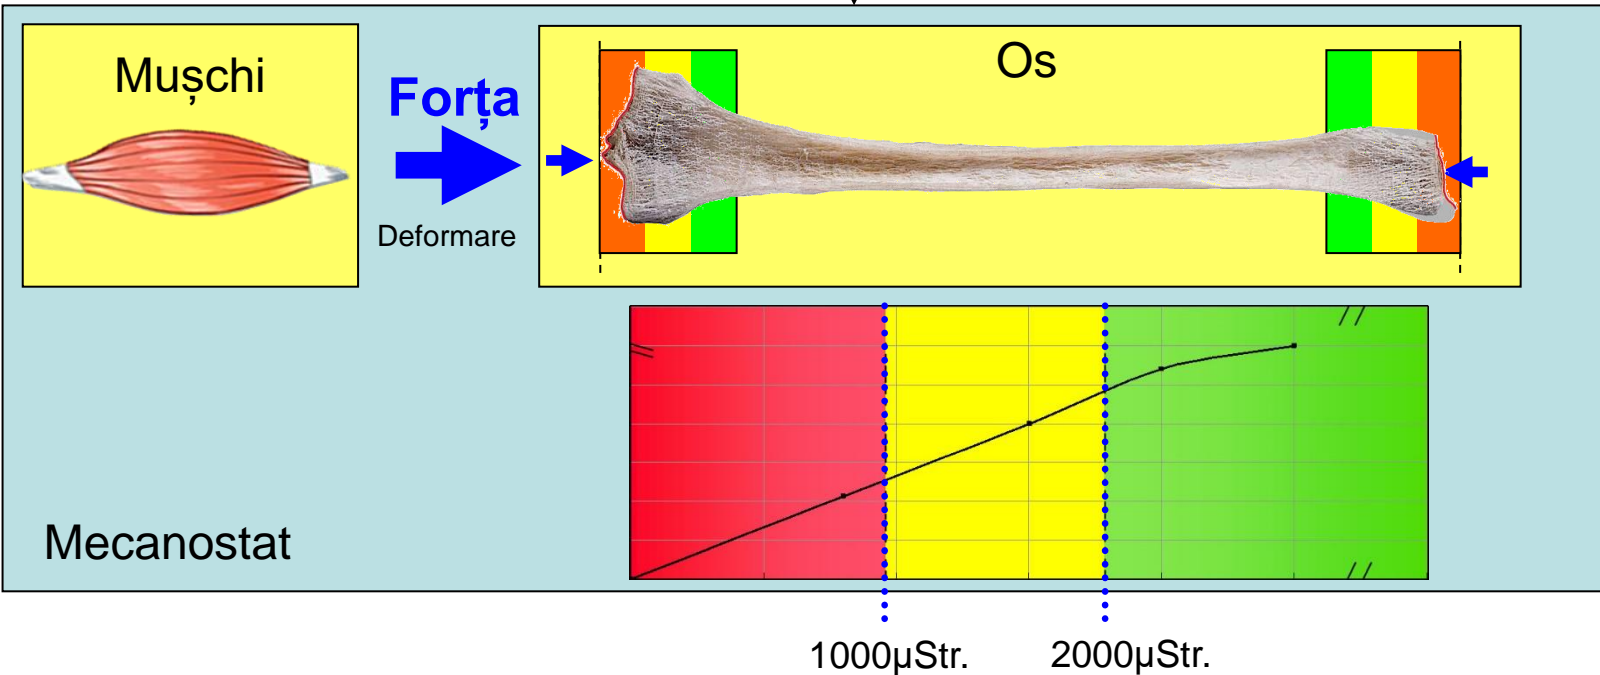 Mușchi
Forța
Deformare
Os
Mecanostat
1000µStr.
2000µStr.